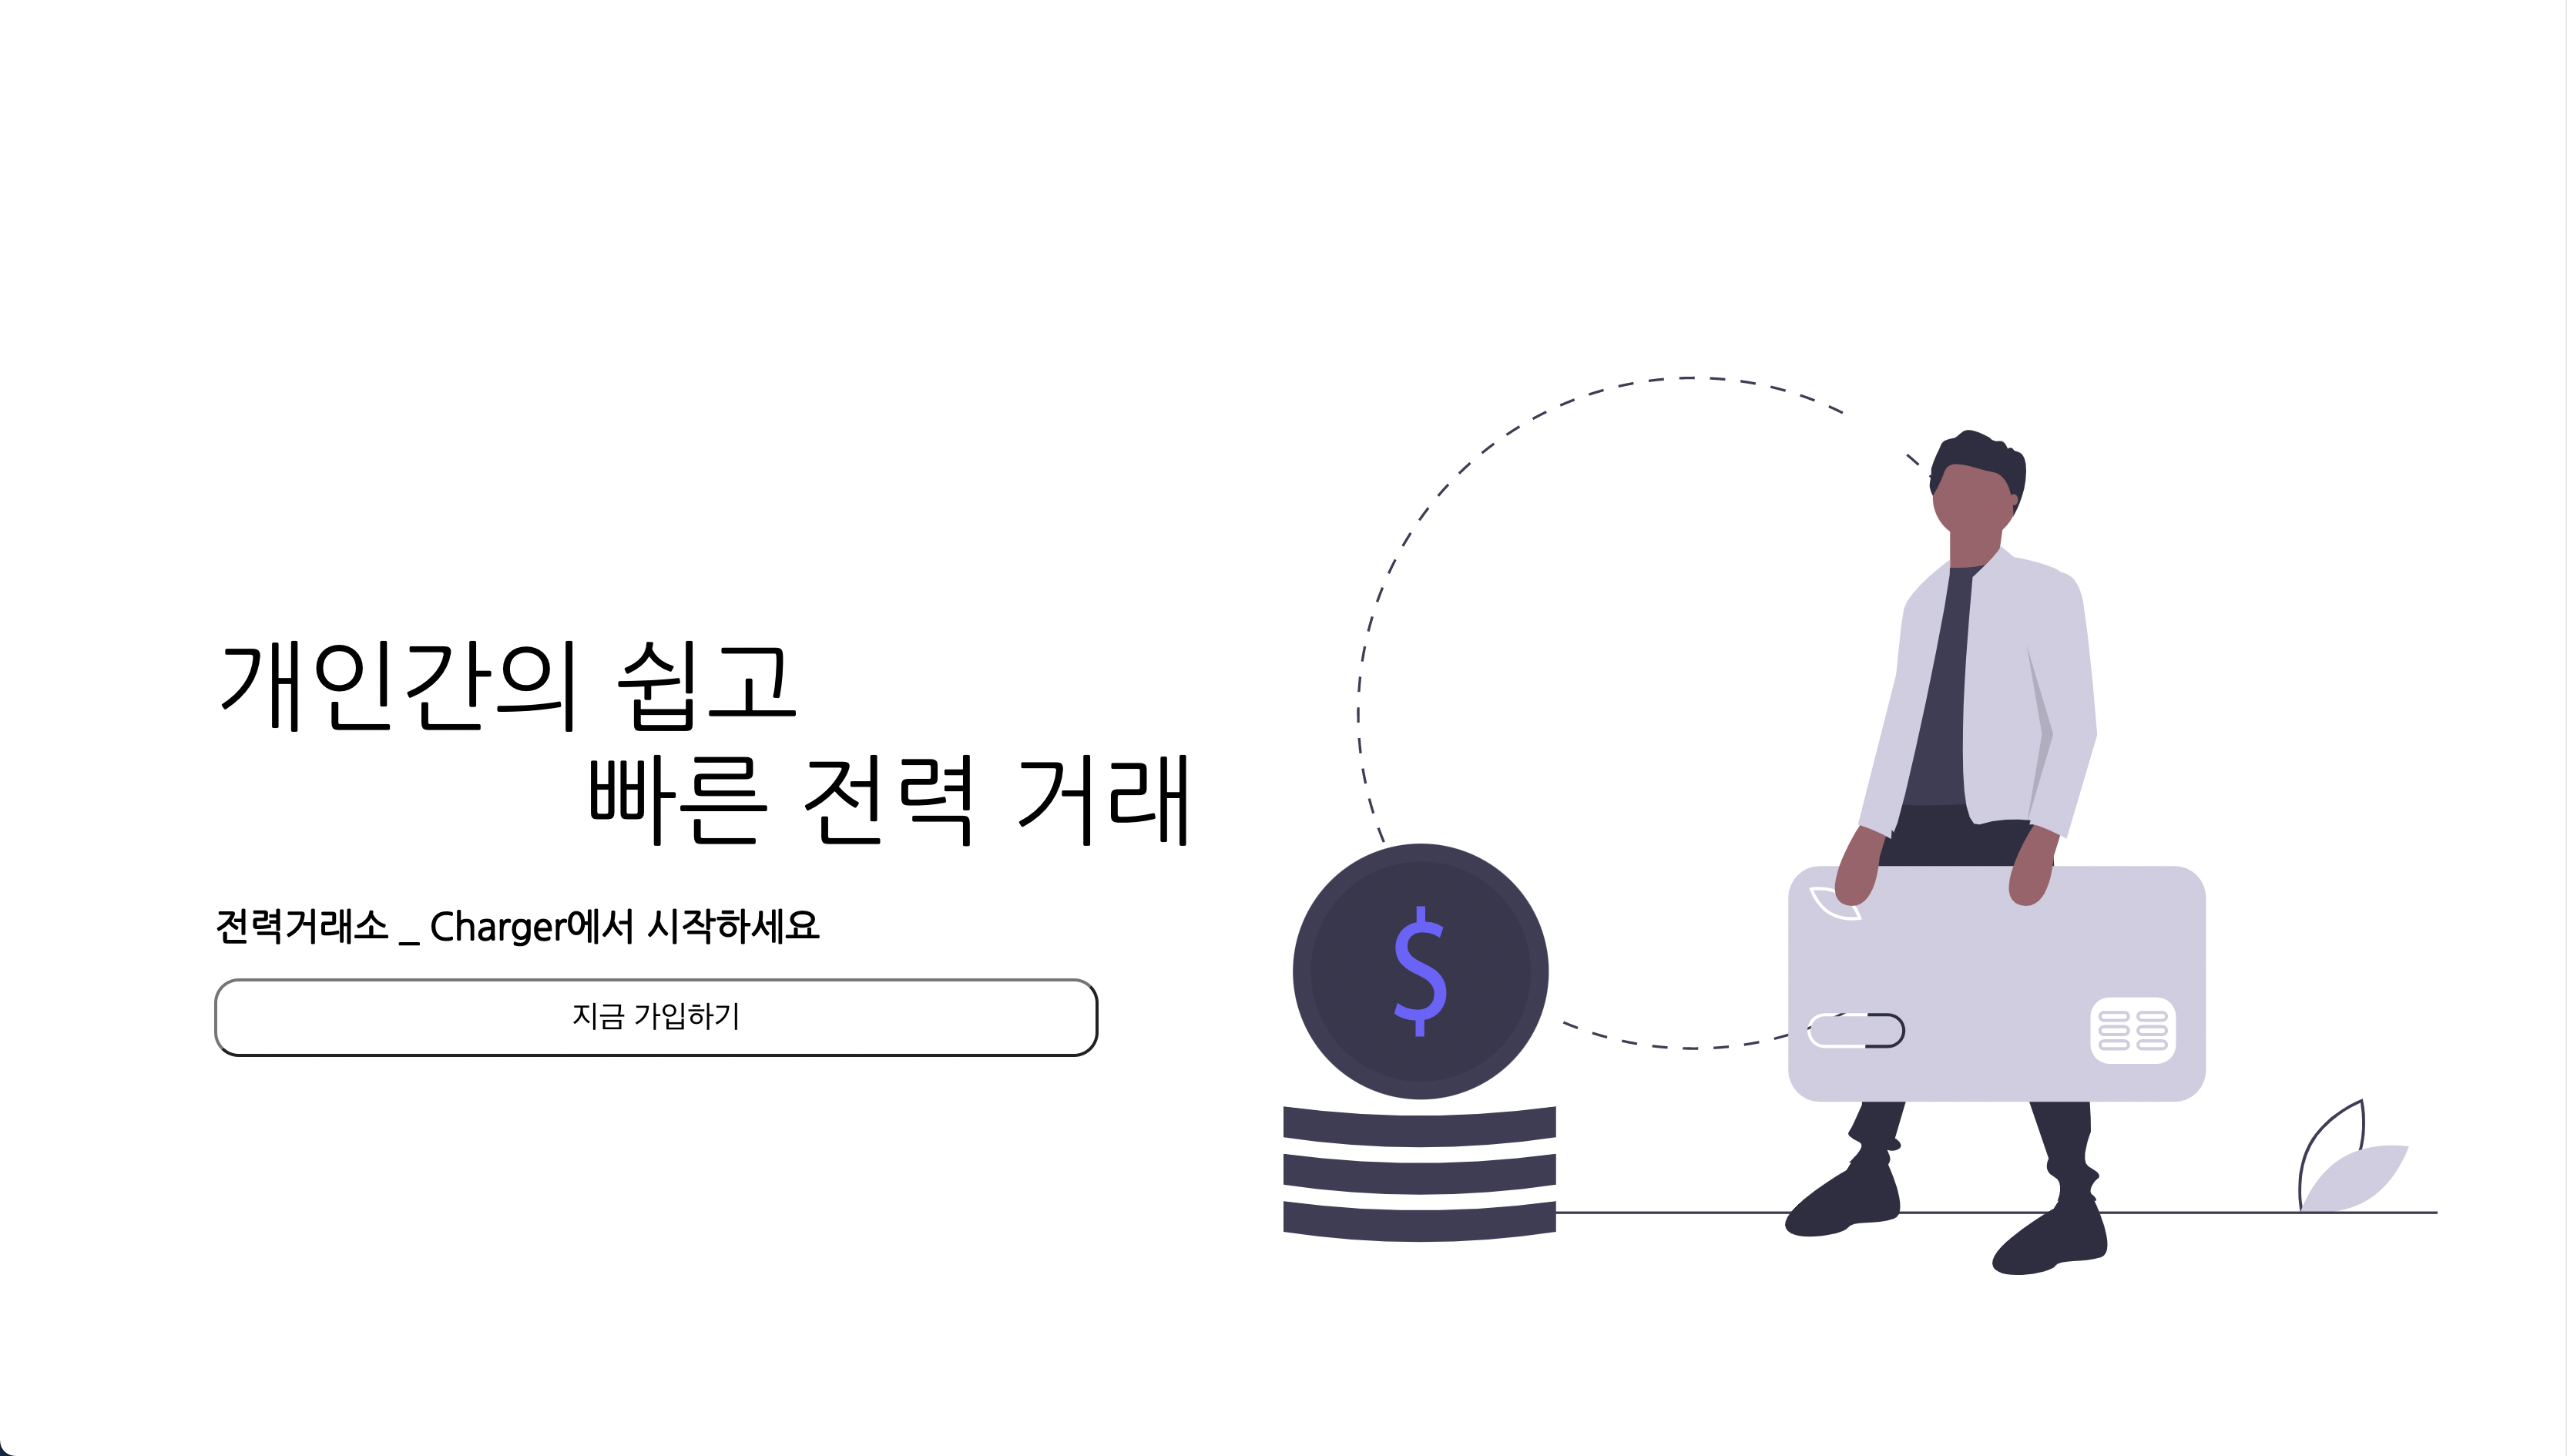 개인간의 쉽고
빠른 전력 거래
전력거래소 _ Charger에서 시작하세요
지금 가입하기
$